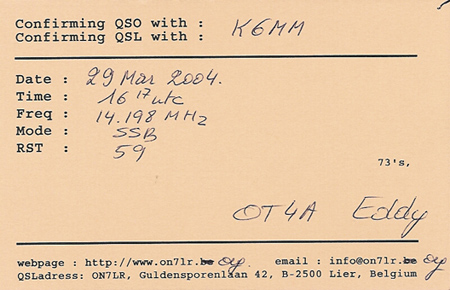 Confirming QSO with :
Confirming QSL with : K6MM
Date : 29 Mar 2004.
Time : 16 17 utc
Freq : 14.198 MHz
Mode : SSB
RST : 59
73's,
OT4A Eddy
webpage : http://www.on7lr.be org. email : info@on7lr.be org
QSLadress: ON7LR, Guldensporenlaan 42, B-2500 Lier, Belgium